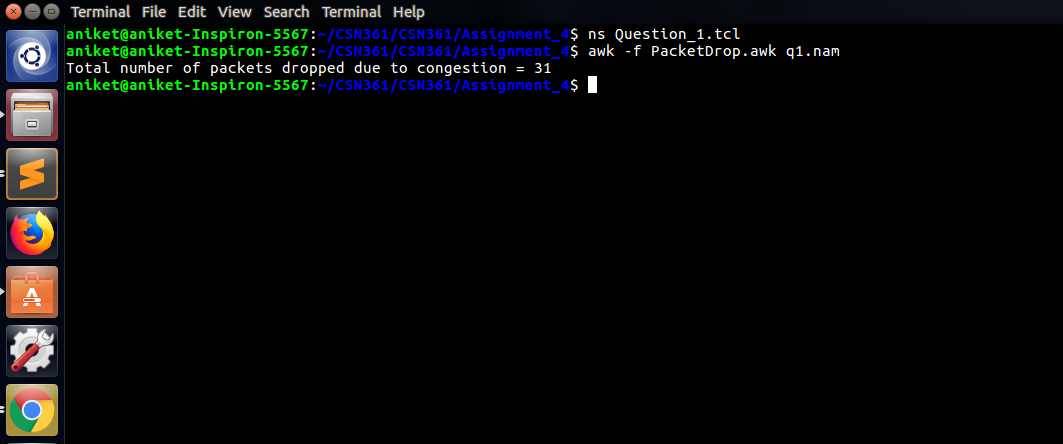 Terminal File Edit View Search Terminal Help
aniket@aniket-Inspiron-5567:~/CSN361/CSN361/Assignment_4$ ns Question_1.tcl
aniket@aniket-Inspiron-5567:~/CSN361/CSN361/Assignment_4$ awk -f PacketDrop.awk q1.nam
Total number of packets dropped due to congestion = 31
aniket@aniket-Inspiron-5567:~/CSN361/CSN361/Assignment_4$